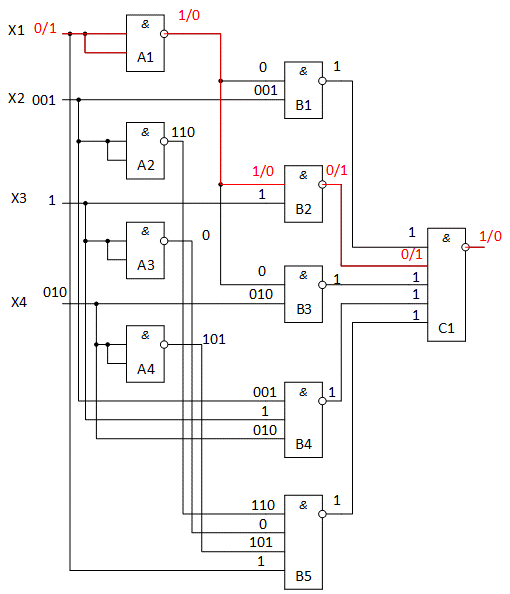 X1 0/1 & 1/0
A1
0 & 1
X2 001 001
B1
& 110
A2
1/0 & 0/1
X3 1 1
B2
& 0
A3
1 & 1/0
0/1
0 & 1 1
X4 010 010
B3
1
& 101
1 C1
A4
001 & 1
1
010 B4
110 & 1
0
101
1 B5